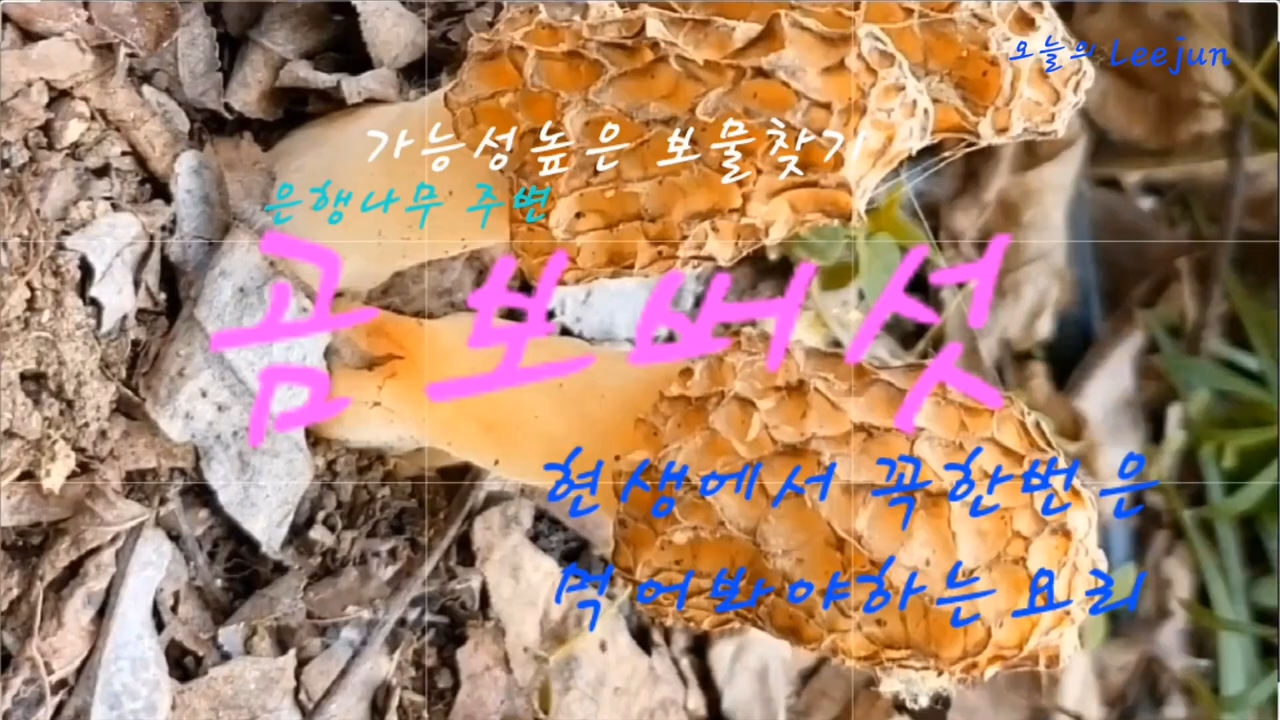 오늘의 Leejun
가능성높은 보물찾기
은행나무 주변
곰보버섯
현생에서 꼭한번은
먹어봐야하는 요리